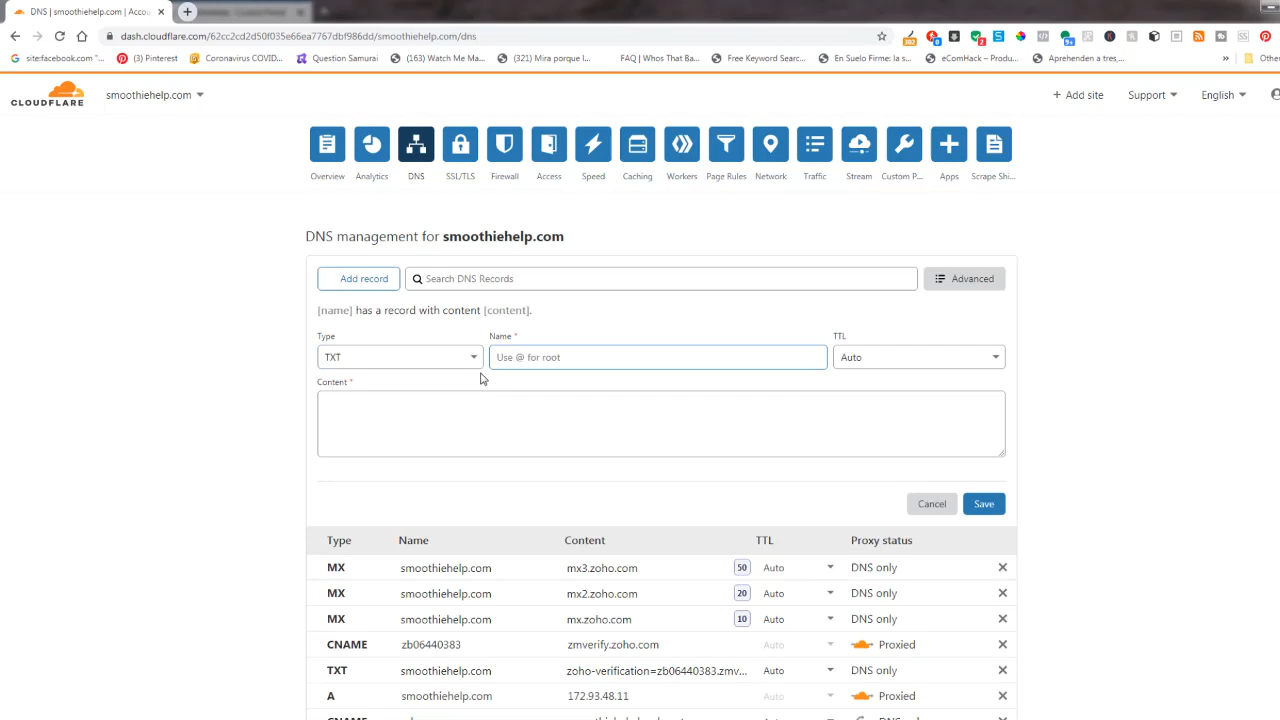 DNS | smoothiehelp.com | Accou
dash.cloudflare.com/62cc2cd2d50f035e66ea7767dbf986dd/smoothiehelp.com/dns
site:facebook.com "...
(3) Pinterest
Coronavirus COVID...
Question Samurai
(163) Watch Me Ma...
(321) Mira porque l...
FAQ | Whos That Ba...
Free Keyword Searc...
En Suelo Firme: la s...
eComHack – Produ...
Aprenderen a tres,...
»
Othe
CLOUDFLARE
smoothiehelp.com
+ Add site
Support
English
Overview
Analytics
DNS
SSL/TLS
Firewall
Access
Speed
Caching
Workers
Page Rules
Network
Traffic
Stream
Custom P...
Apps
Scrape Shi...
DNS management for smoothiehelp.com
Add record
Search DNS Records
Advanced
[name] has a record with content [content].
Type
Name *
TTL
TXT
Use @ for root
Auto
Content *
Cancel
Save
Type Name Content TTL Proxy status
MX smoothiehelp.com mx3.zoho.com 50 Auto DNS only
MX smoothiehelp.com mx2.zoho.com 20 Auto DNS only
MX smoothiehelp.com mx.zoho.com 10 Auto DNS only
CNAME zb06440383 zmverify.zoho.com Auto Proxied
TXT smoothiehelp.com zoho-verification=zb06440383.zmv... Auto DNS only
A smoothiehelp.com 172.93.48.11 Auto Proxied